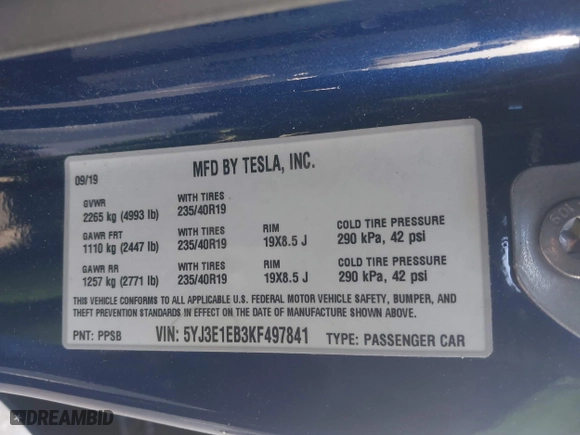 MFD BY TESLA, INC.
09/19
GVWR
2265 kg (4993 lb)
WITH TIRES
235/40R19
GAWR FRT
1110 kg (2447 lb)
WITH TIRES
235/40R19
RIM
19X8.5 J
COLD TIRE PRESSURE
290 kPa, 42 psi
GAWR RR
1257 kg (2771 lb)
WITH TIRES
235/40R19
RIM
19X8.5 J
COLD TIRE PRESSURE
290 kPa, 42 psi
THIS VEHICLE CONFORMS TO ALL APPLICABLE U.S. FEDERAL MOTOR VEHICLE SAFETY, BUMPER, AND
THEFT PREVENTION STANDARDS IN EFFECT ON THE DATE OF MANUFACTURE SHOWN ABOVE.
PNT: PPSB
VIN: 5YJ3E1EB3KF497841
TYPE: PASSENGER CAR
DREAMBID